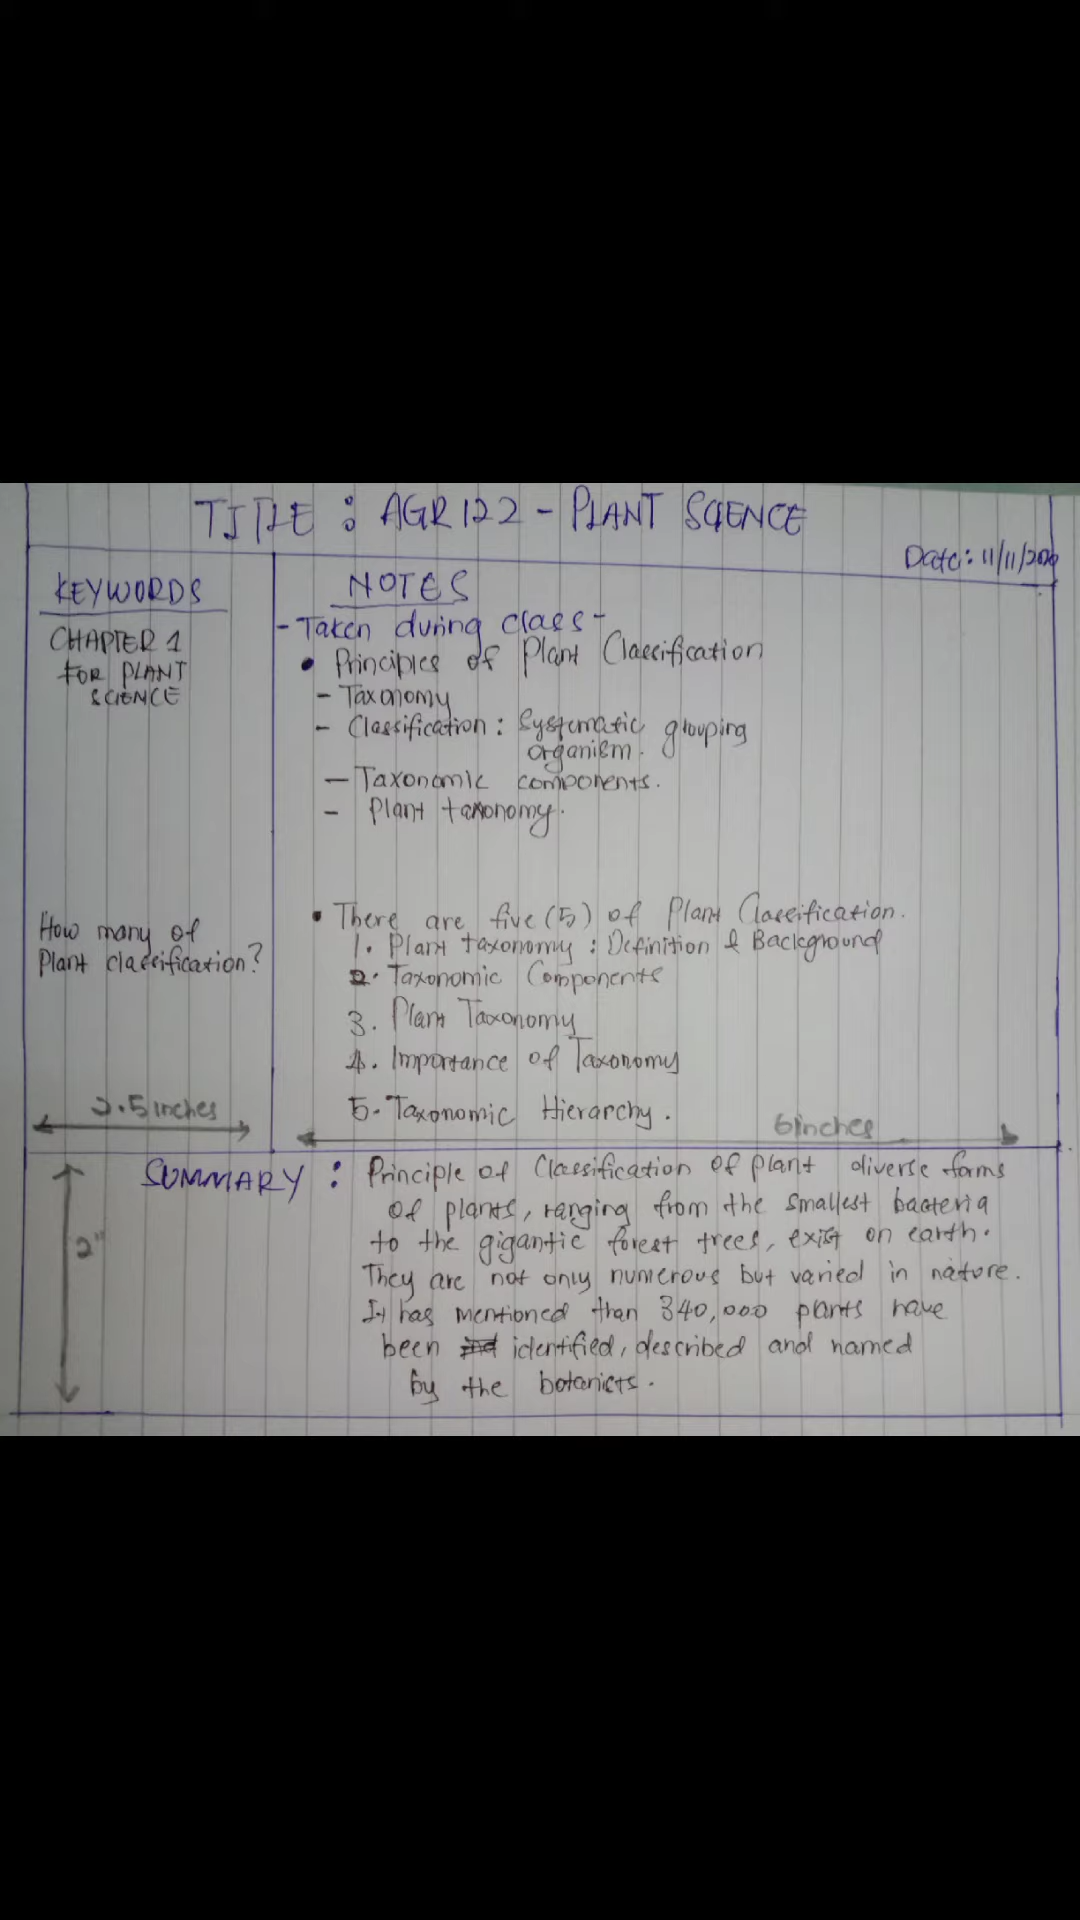 TITLE : AGR122 - PLANT SCIENCE
Date: 11/11/2020
KEYWORDS
CHAPTER 1
FOR PLANT
SCIENCE
How many of
Plant classification?
2.5 inches
NOTES
- Taken during class -
• Principles of Plant Classification
- Taxonomy
- Classification : Systematic grouping
organism.
- Taxonomic components.
- Plant taxonomy.
• There are five (5) of Plant Classification.
1. Plant taxonomy : Definition & Background
2. Taxonomic Components
3. Plant Taxonomy
4. Importance of Taxonomy
5. Taxonomic Hierarchy.
6 inches
2"
SUMMARY : Principle of Classification of plant diverse forms
of plants, ranging from the smallest bacteria
to the gigantic forest trees, exist on earth.
They are not only numerous but varied in nature.
It has mentioned than 340,000 plants have
been identified, described and named
by the botanists.